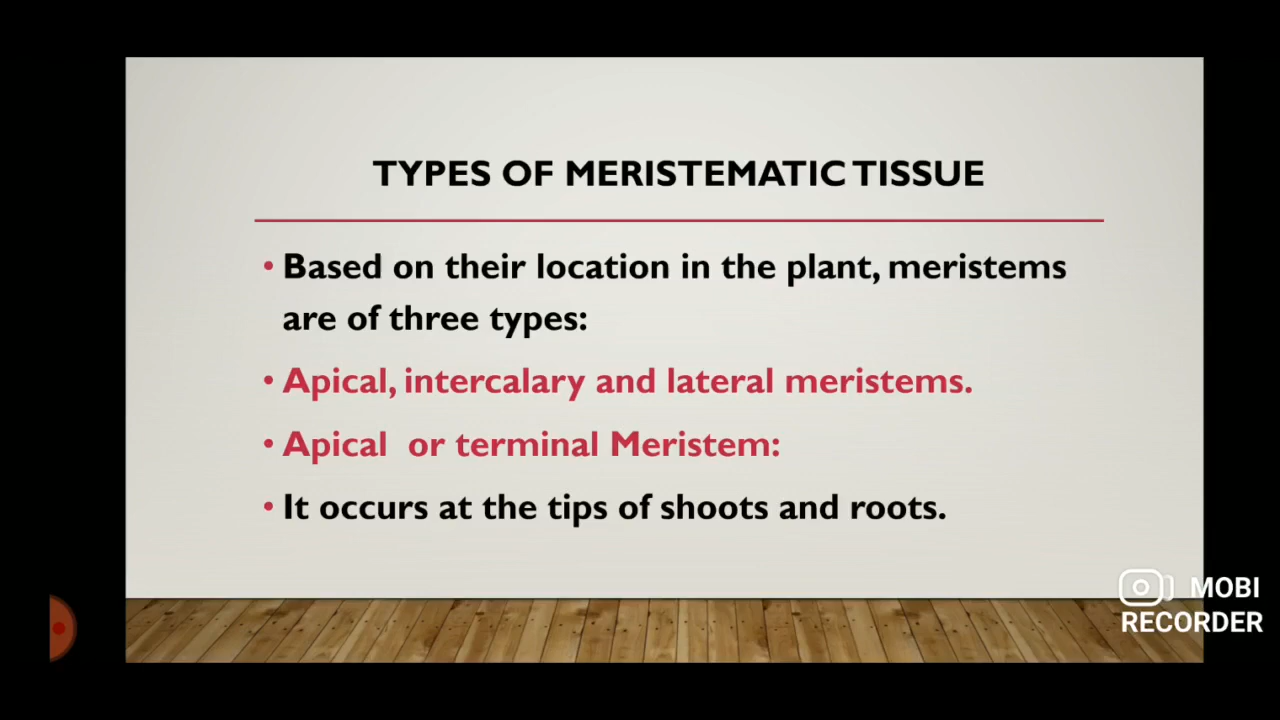 TYPES OF MERISTEMATIC TISSUE
• Based on their location in the plant, meristems
are of three types:
• Apical, intercalary and lateral meristems.
• Apical or terminal Meristem:
• It occurs at the tips of shoots and roots.
MOBI
RECORDER